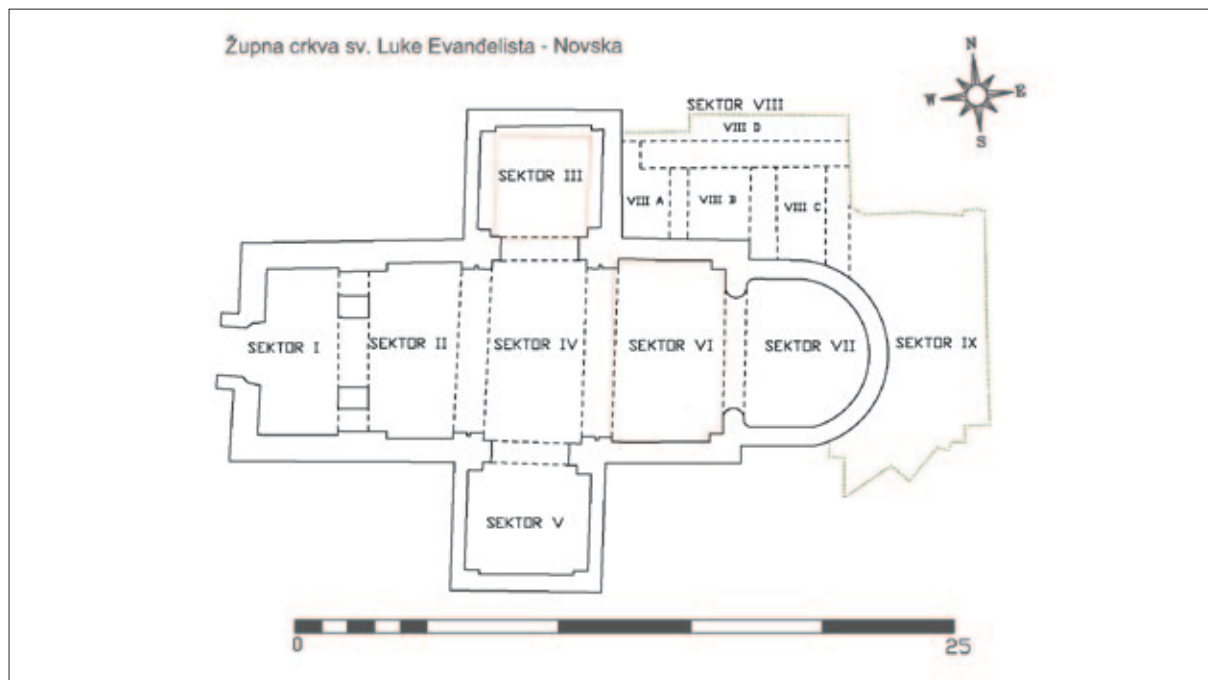 Župna crkva sv. Luke Evanđelista - Novska
N
W E
S
SEKTOR VIII
VIII D
SEKTOR III
VIII A VIII B VIII C
SEKTOR I SEKTOR II SEKTOR IV SEKTOR VI SEKTOR VII SEKTOR IX
SEKTOR V
0 25